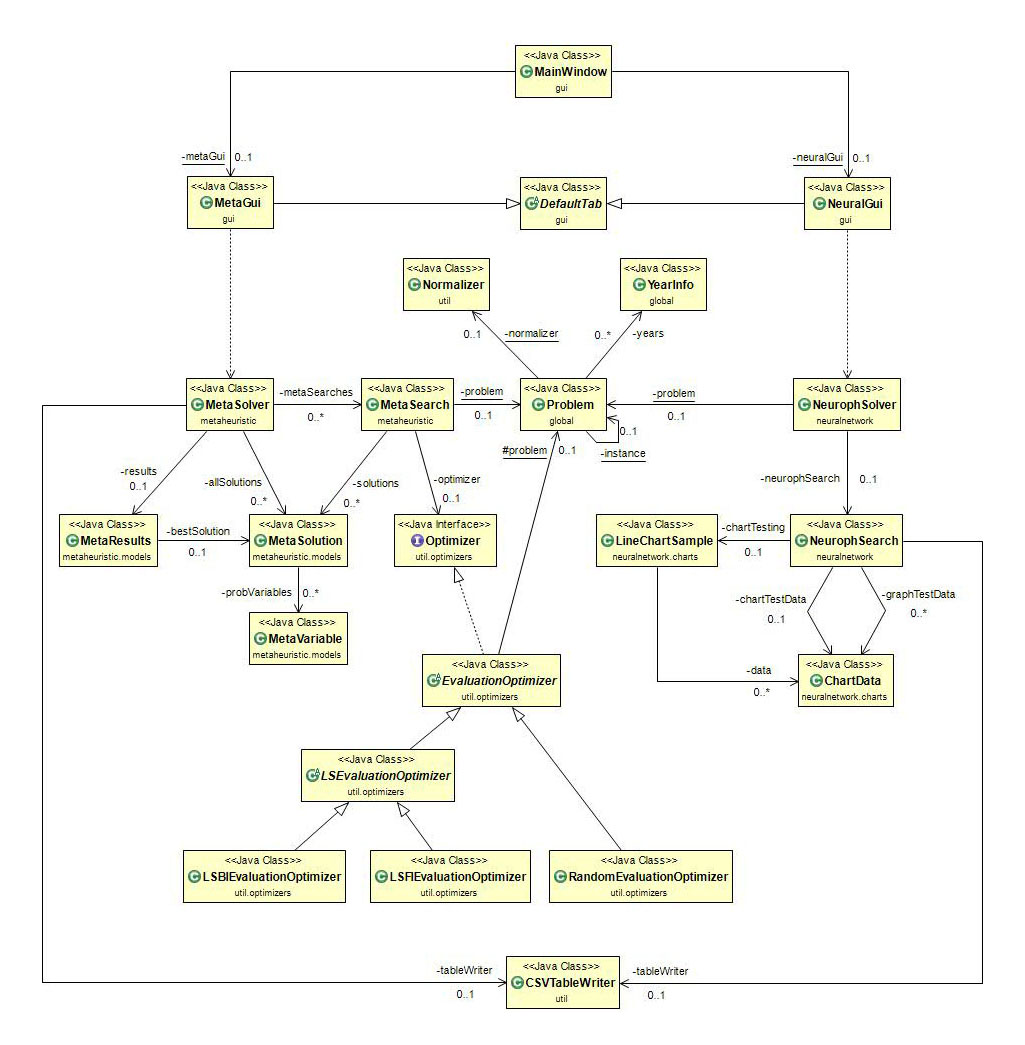 <<Java Class>>
MainWindow
gui
-metaGui
0..1
-neuralGui
0..1
<<Java Class>>
MetaGui
gui
<<Java Class>>
DefaultTab
gui
<<Java Class>>
NeuralGui
gui
<<Java Class>>
Normalizer
util
<<Java Class>>
YearInfo
global
0..1
-normalizer
0..*
-years
<<Java Class>>
MetaSolver
metaheuristic
-metaSearches
0..*
<<Java Class>>
MetaSearch
metaheuristic
-problem
0..1
<<Java Class>>
Problem
global
-problem
0..1
<<Java Class>>
NeurophSolver
neuralnetwork
0..1
-instance
#problem
0..1
-results
0..1
-allSolutions
0..*
-solutions
0..*
-optimizer
0..1
-neurophSearch
0..1
<<Java Class>>
MetaResults
metaheuristic.models
-bestSolution
0..1
<<Java Class>>
MetaSolution
metaheuristic.models
<<Java Interface>>
Optimizer
util.optimizers
<<Java Class>>
LineChartSample
neuralnetwork.charts
-chartTesting
0..1
<<Java Class>>
NeurophSearch
neuralnetwork
-probVariables
0..*
-chartTestData
0..1
-graphTestData
0..*
<<Java Class>>
MetaVariable
metaheuristic.models
<<Java Class>>
EvaluationOptimizer
util.optimizers
-data
0..*
<<Java Class>>
ChartData
neuralnetwork.charts
<<Java Class>>
LSEvaluationOptimizer
util.optimizers
<<Java Class>>
LSBIEvaluationOptimizer
util.optimizers
<<Java Class>>
LSFIEvaluationOptimizer
util.optimizers
<<Java Class>>
RandomEvaluationOptimizer
util.optimizers
-tableWriter
0..1
<<Java Class>>
CSVTableWriter
util
-tableWriter
0..1